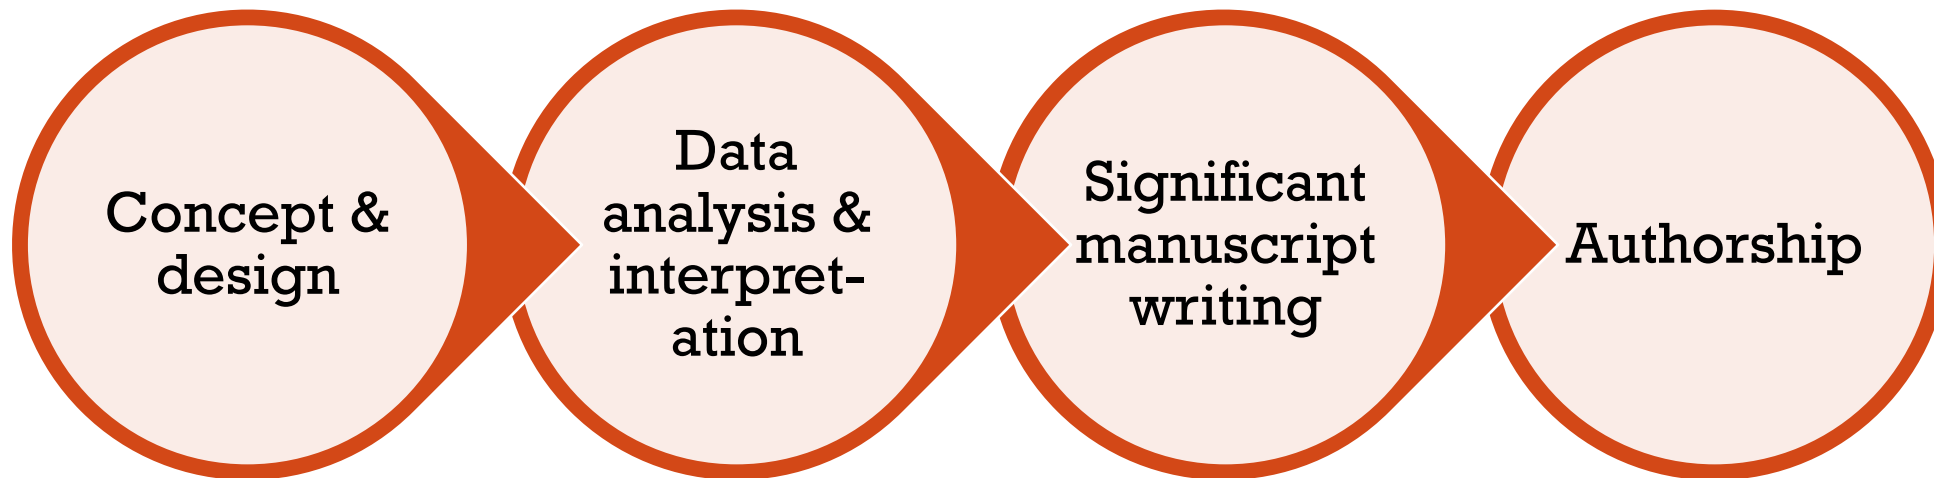 Concept &
design
Data
analysis &
interpret-
ation
Significant
manuscript
writing
Authorship